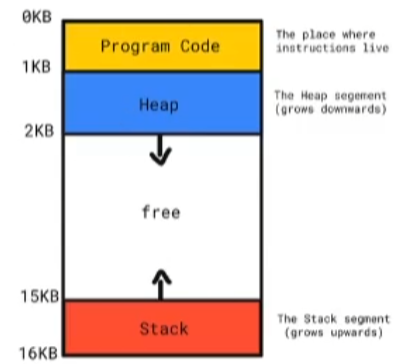 0KB
Program Code
The place where
instructions live
1KB
Heap
The Heap segement
(grows downwards)
2KB
free
15KB
Stack
The Stack segment
(grows upwards)
16KB